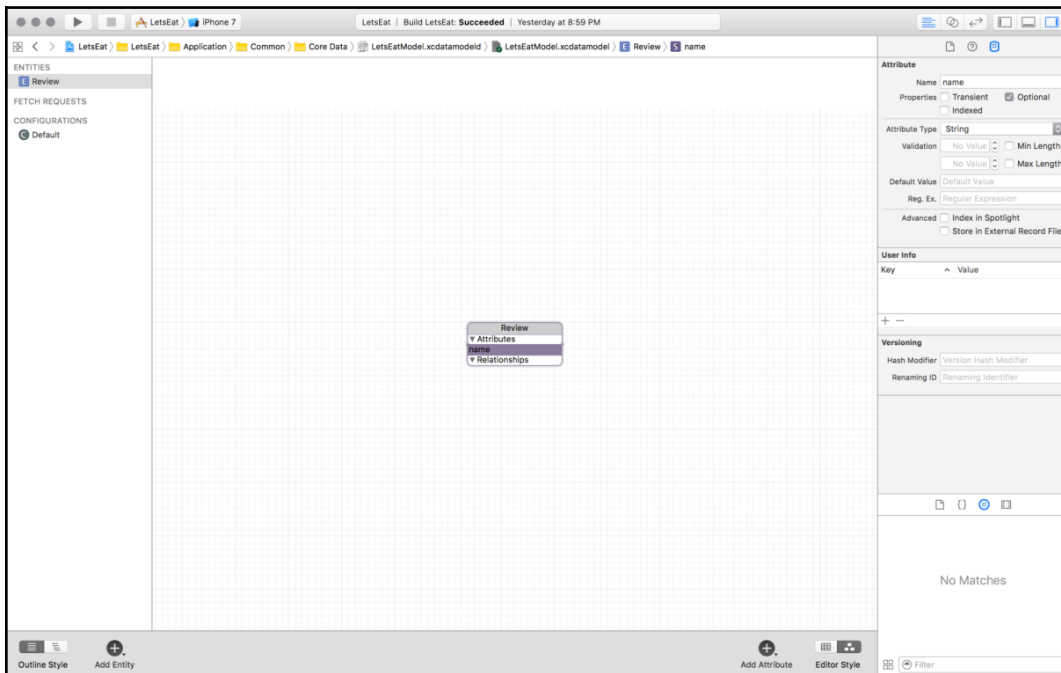 LetsEat iPhone 7 LetsEat | Build LetsEat: Succeeded | Yesterday at 8:59 PM
LetsEat LetsEat Application Common Core Data LetsEatModel.xcdatamodeld LetsEatModel.xcdatamodel E Review S name
ENTITIES
E Review
FETCH REQUESTS
CONFIGURATIONS
C Default
Review
Attributes
name
Relationships
Attribute
Name name
Properties Transient Optional
Indexed
Attribute Type String
Validation No Value Min Length
No Value Max Length
Default Value Default Value
Reg. Ex. Regular Expression
Advanced Index in Spotlight
Store in External Record File
User Info
Key Value
Versioning
Hash Modifier Version Hash Modifier
Renaming ID Renaming Identifier
No Matches
Outline Style Add Entity Add Attribute Editor Style
Filter